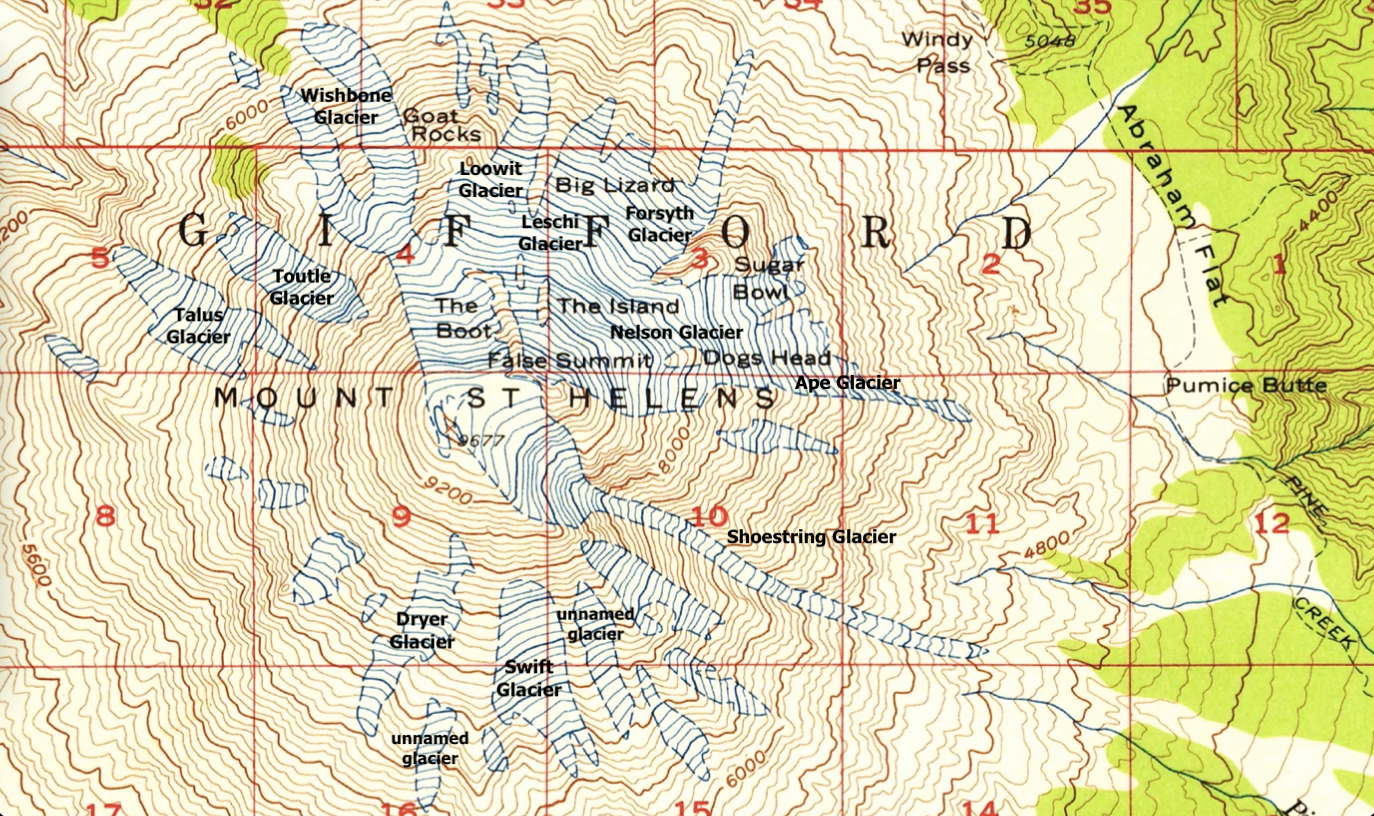 32
33
34
35
Windy
Pass
5048
Wishbone
Glacier
6000
Goat
Rocks
Abraham Flat
Loowit
Glacier
Big Lizard
4400
Leschi
Glacier
Forsyth
Glacier
G I F F O R D
5
4
3
2
1
Toutle
Glacier
Sugar
Bowl
Talus
Glacier
The
Boot
The Island
Nelson Glacier
False Summit
Dogs Head
Ape Glacier
Pumice Butte
MOUNT ST HELENS
9677
8000
9200
8
9
10
11
12
PINE
CREEK
Shoestring Glacier
4800
5600
Dryer
Glacier
unnamed
glacier
Swift
Glacier
unnamed
glacier
6000
17
16
15
14